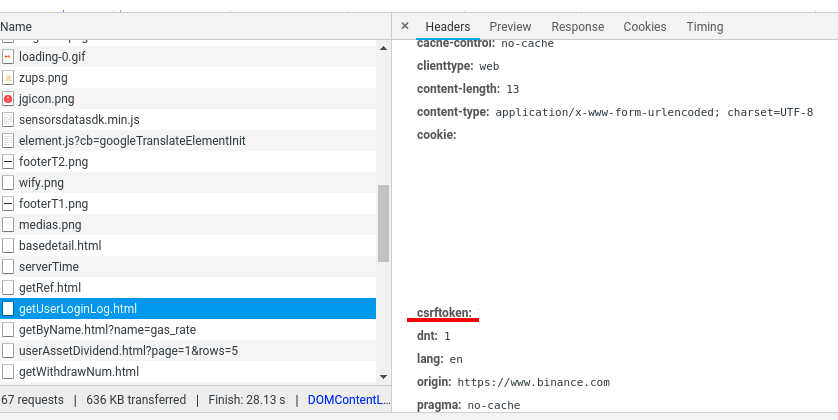 Name
loading-0.gif
zups.png
jgicon.png
sensorsdatasdk.min.js
element.js?cb=googleTranslateElementInit
footerT2.png
wify.png
footerT1.png
medias.png
basedetail.html
serverTime
getRef.html
getUserLoginLog.html
getByName.html?name=gas_rate
userAssetDividend.html?page=1&rows=5
getWithdrawNum.html
67 requests | 636 KB transferred | Finish: 28.13 s | DOMContentL...
× Headers Preview Response Cookies Timing
cache-control: no-cache
clienttype: web
content-length: 13
content-type: application/x-www-form-urlencoded; charset=UTF-8
cookie:
csrftoken:
dnt: 1
lang: en
origin: https://www.binance.com
pragma: no-cache